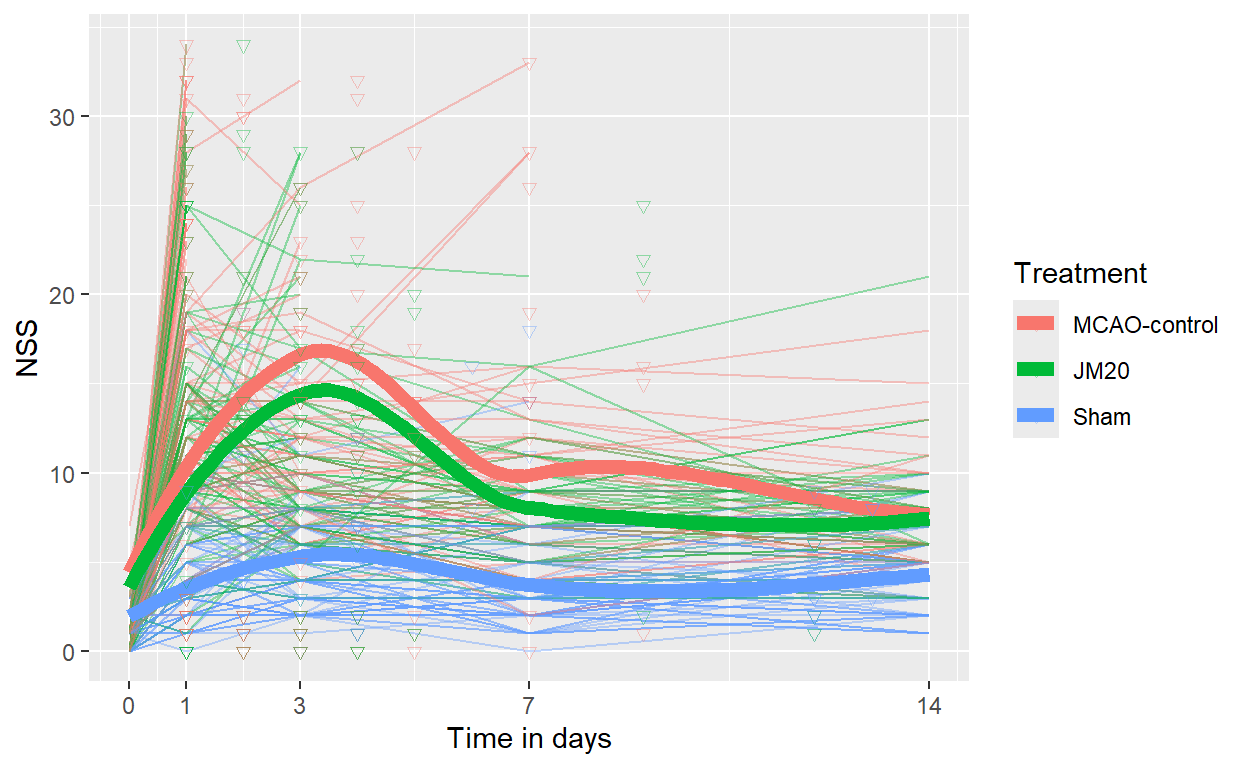 30
20
10
0
NSS
0 1 3 7 14
Time in days
Treatment
MCAO-control
JM20
Sham